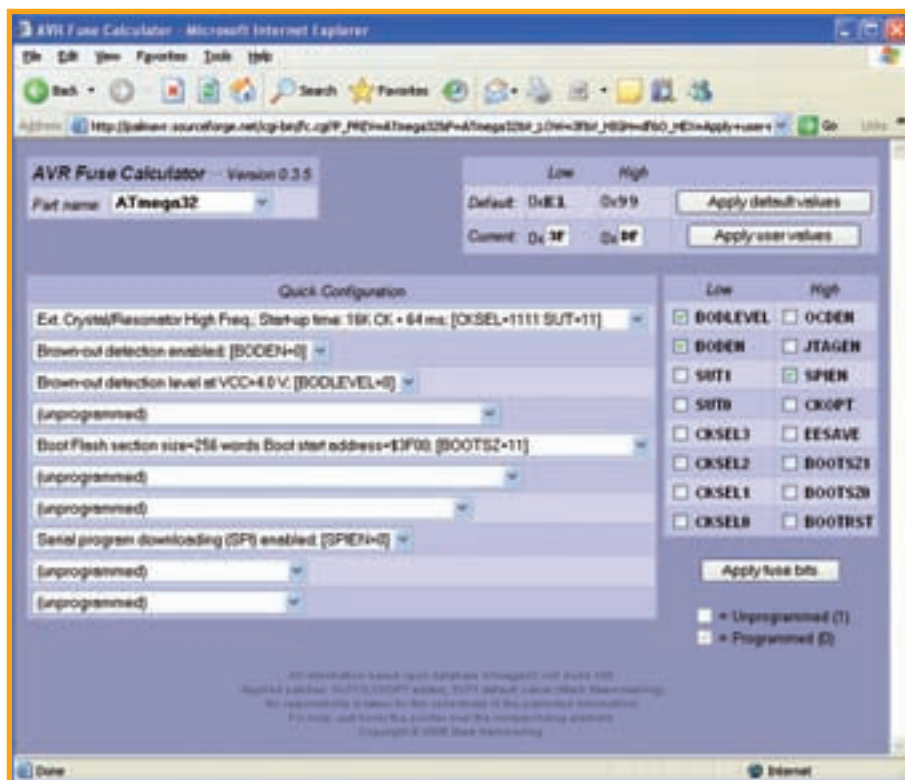 AVR Fuse Calculator - Microsoft Internet Explorer
File Edit View Favorites Tools Help
Back Search Favorites
Address Go Links
AVR Fuse Calculator Version 0.3.5
Part name: ATmega32
Low High
Default: 0xE1 0x99 Apply default values
Current: 0x 3F 0x DF Apply user values
Quick Configuration
Ext. Crystal/Resonator High Freq.; Start-up time: 16K CK + 64 ms; [CKSEL=1111 SUT=11]
Brown-out detection enabled; [BODEN=0]
Brown-out detection level at VCC=4.0 V; [BODLEVEL=0]
(unprogrammed)
Boot Flash section size=256 words Boot start address=$3F00; [BOOTSZ=11]
(unprogrammed)
(unprogrammed)
Serial program downloading (SPI) enabled; [SPIEN=0]
(unprogrammed)
(unprogrammed)
Low High
BODLEVEL OCDEN
BODEN JTAGEN
SUT1 SPIEN
SUT0 CKOPT
CKSEL3 EESAVE
CKSEL2 BOOTSZ1
CKSEL1 BOOTSZ0
CKSEL0 BOOTRST
Apply fuse bits
= Unprogrammed (1)
= Programmed (0)
Done Internet